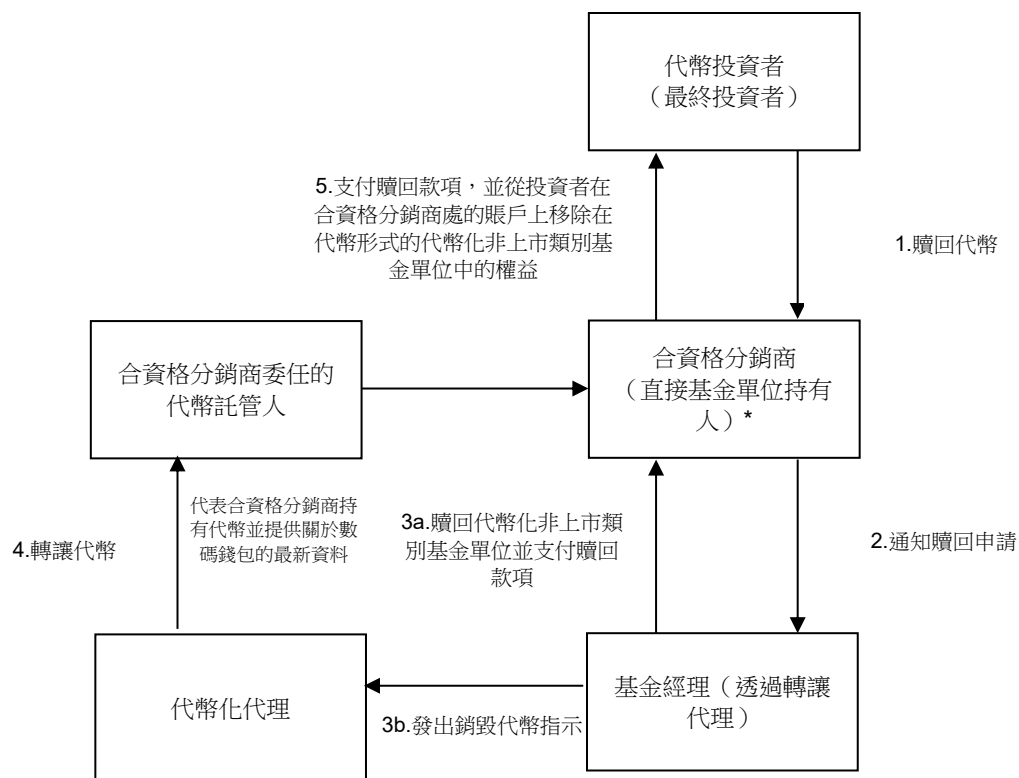 代幣投資者
（最終投資者）
5.支付贖回款項，並從投資者在
合資格分銷商處的賬戶上移除在
代幣形式的代幣化非上市類別基
金單位中的權益
1.贖回代幣
合資格分銷商委任的
代幣託管人
合資格分銷商
（直接基金單位持有
人）*
4.轉讓代幣
代表合資格分銷商持
有代幣並提供關於數
碼錢包的最新資料
3a.贖回代幣化非上市類
別基金單位並支付贖回
款項
2.通知贖回申請
代幣化代理
3b.發出銷毀代幣指示
基金經理（透過轉讓
代理）